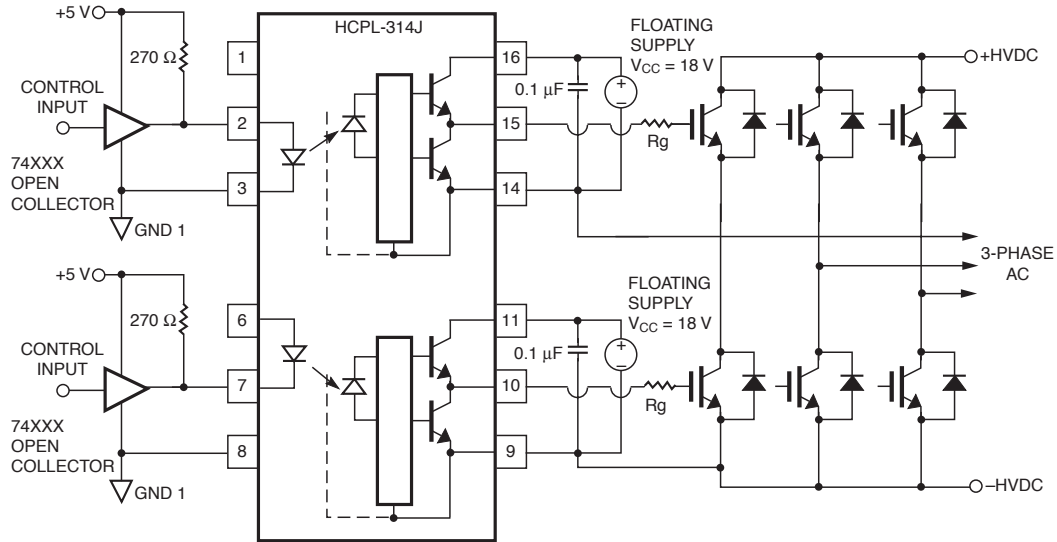 +5 V
270 Ω
CONTROL
INPUT
74XXX
OPEN
COLLECTOR
GND 1
+5 V
270 Ω
CONTROL
INPUT
74XXX
OPEN
COLLECTOR
GND 1
HCPL-314J
1
2
3
6
7
8
16
15
14
11
10
9
FLOATING
SUPPLY
VCC = 18 V
0.1 µF
+
–
Rg
FLOATING
SUPPLY
VCC = 18 V
0.1 µF
+
–
Rg
+HVDC
3-PHASE
AC
–HVDC